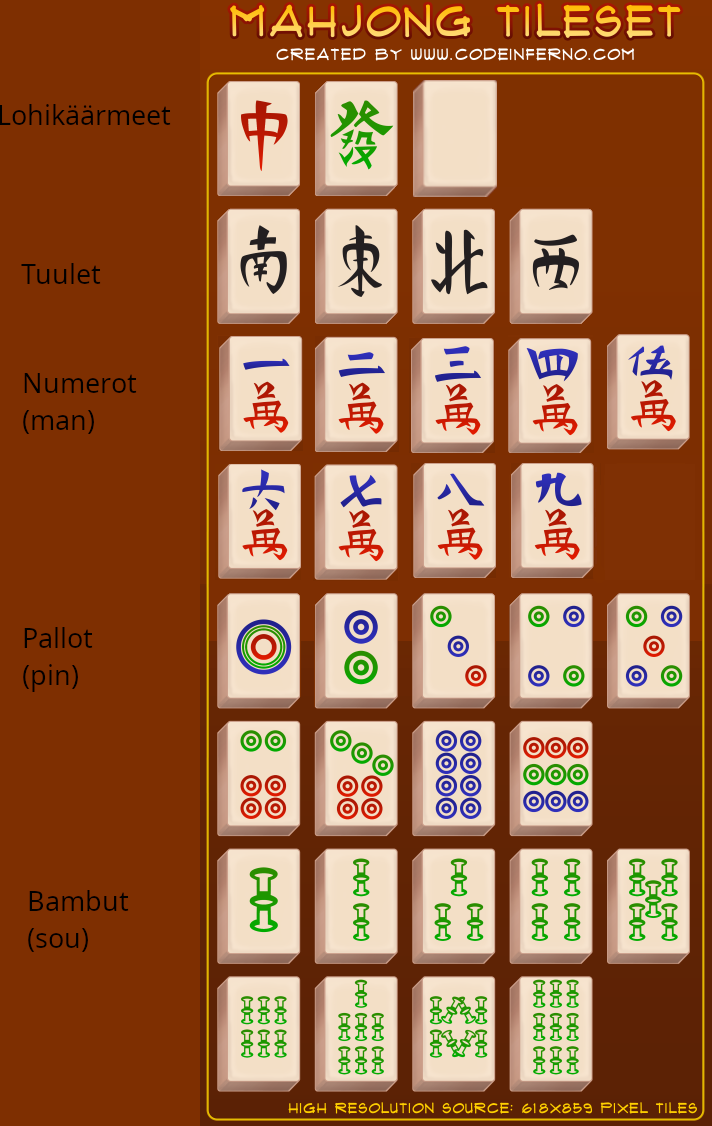 MAHJONG TILESET
CREATED BY WWW.CODEINFERNO.COM
Lohikäärmeet
中 發
Tuulet
南 東 北 西
Numerot
(man)
一萬 二萬 三萬 四萬 伍萬
六萬 七萬 八萬 九萬
Pallot
(pin)
Bambut
(sou)
HIGH RESOLUTION SOURCE: 618X859 PIXEL TILES